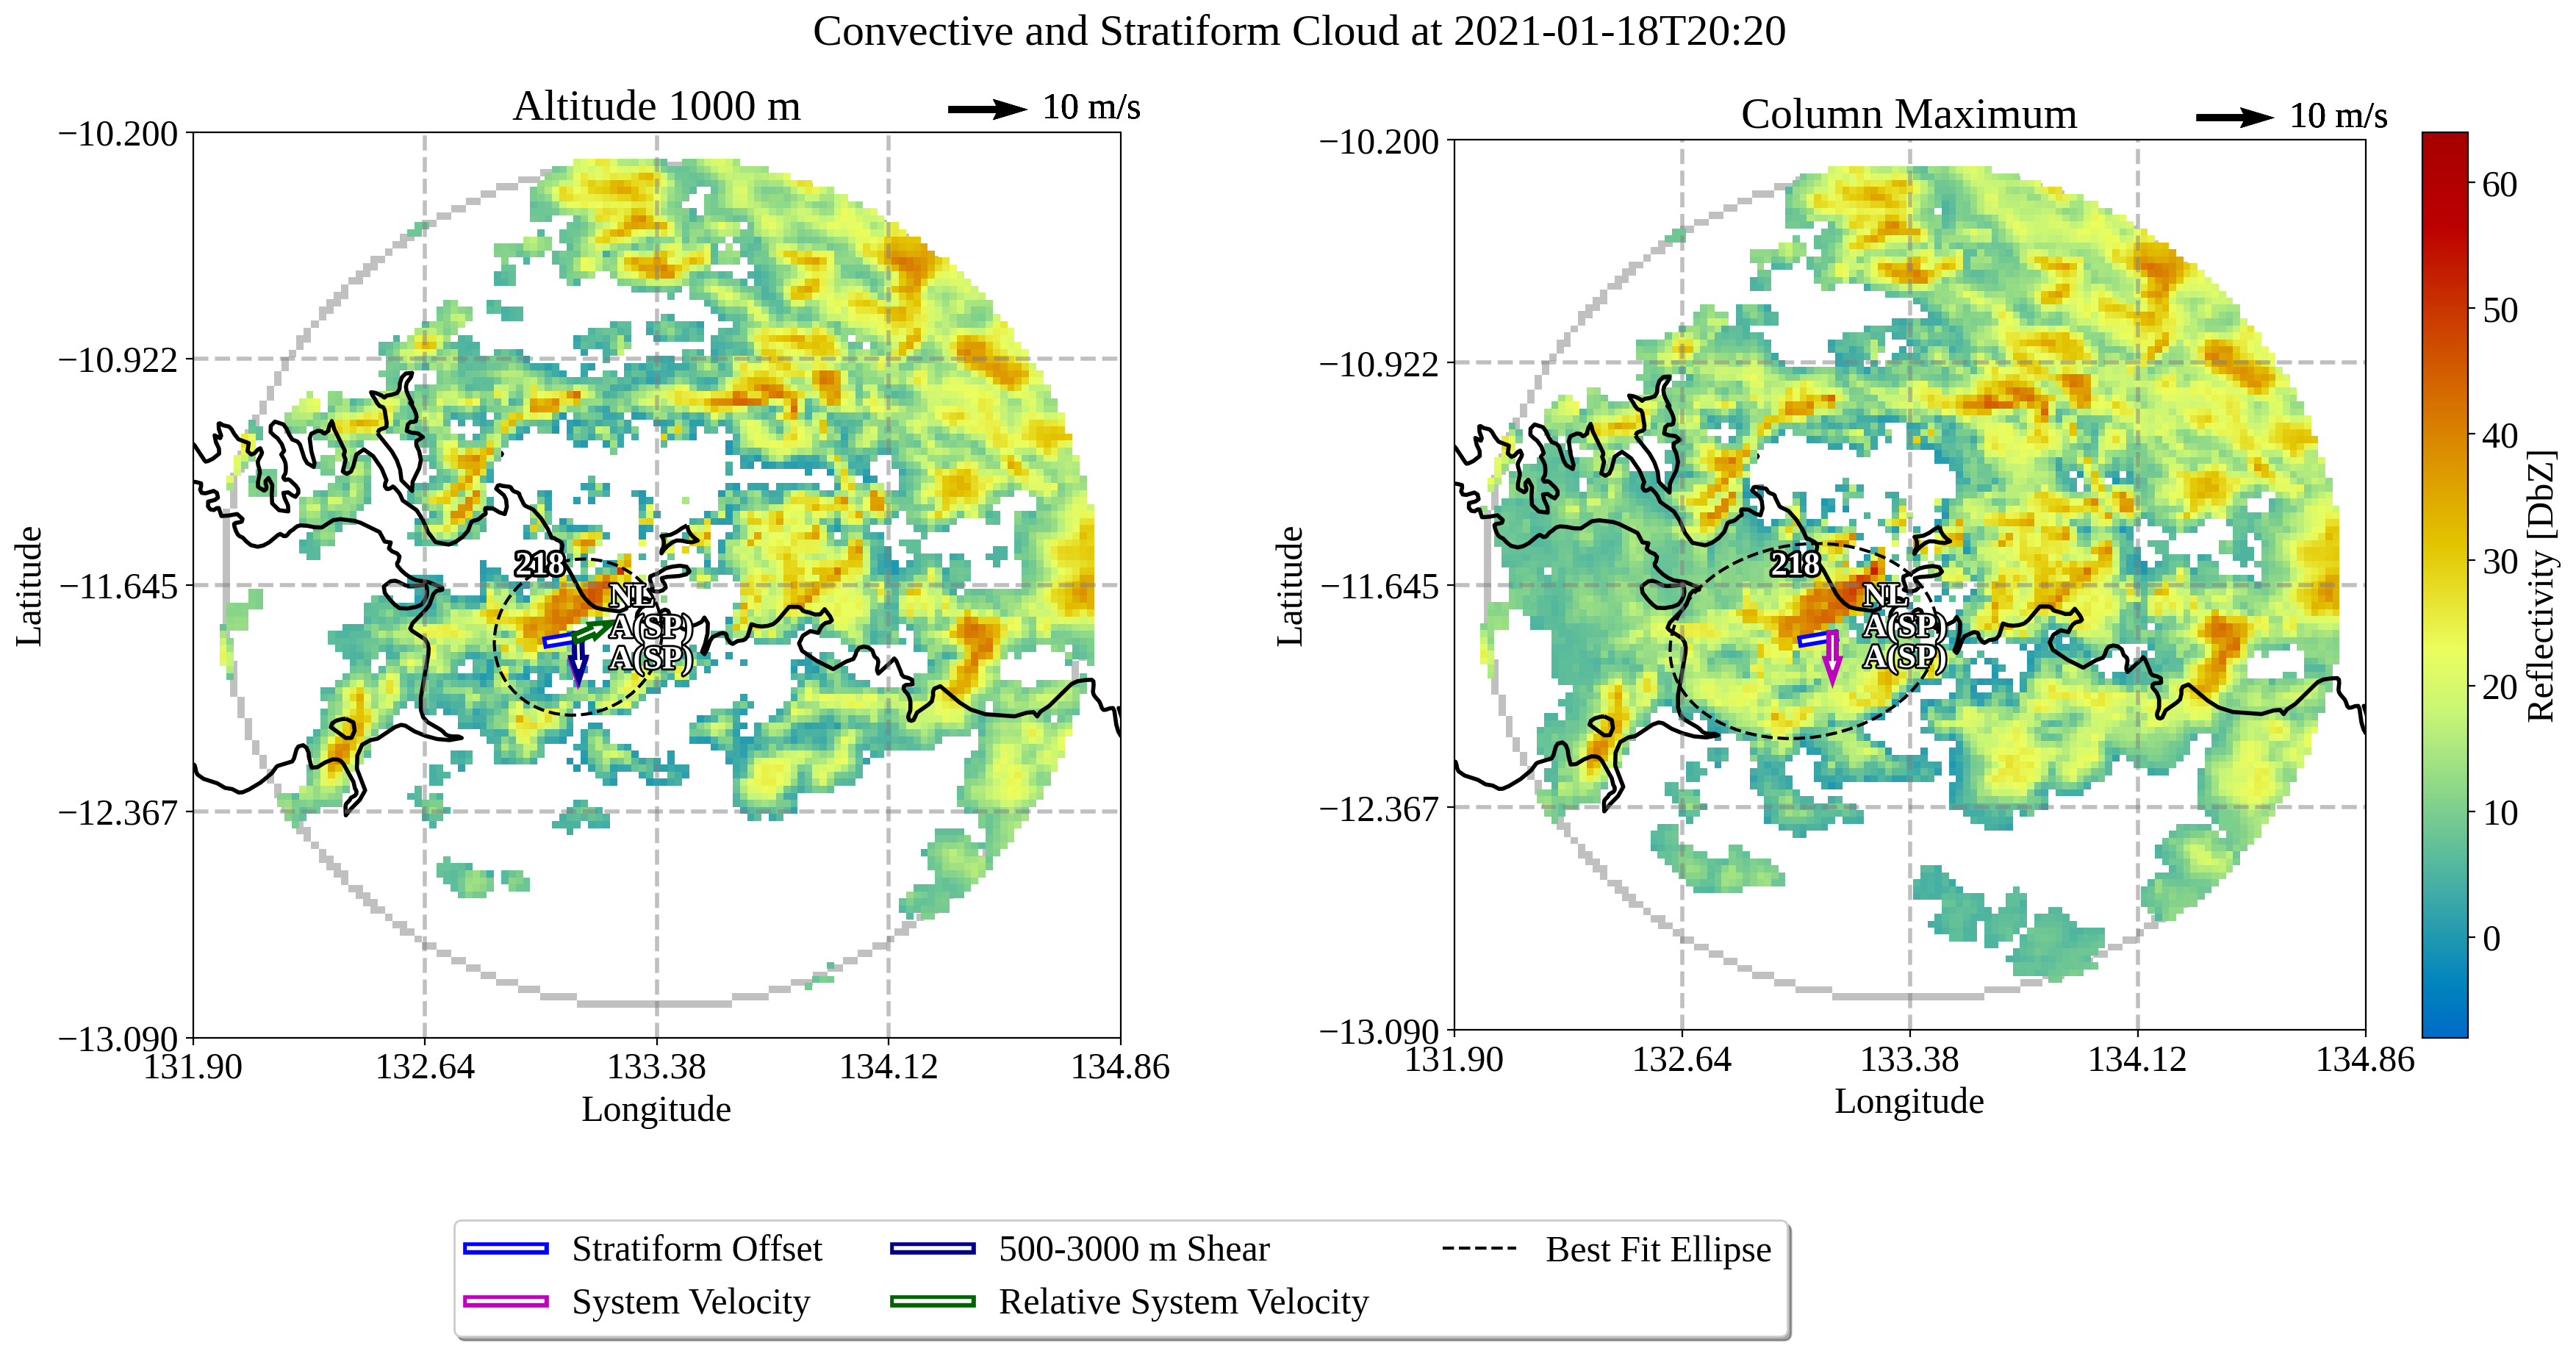 Convective and Stratiform Cloud at 2021-01-18T20:20
Altitude 1000 m
10 m/s
−10.200
−10.922
−11.645
−12.367
−13.090
131.90
132.64
133.38
134.12
134.86
Latitude
Longitude
218
NL
A(SP)
A(SP)
Column Maximum
10 m/s
−10.200
−10.922
−11.645
−12.367
−13.090
131.90
132.64
133.38
134.12
134.86
Latitude
Longitude
218
NL
A(SP)
A(SP)
60
50
40
30
20
10
0
Reflectivity [DbZ]
Stratiform Offset
System Velocity
500-3000 m Shear
Relative System Velocity
Best Fit Ellipse